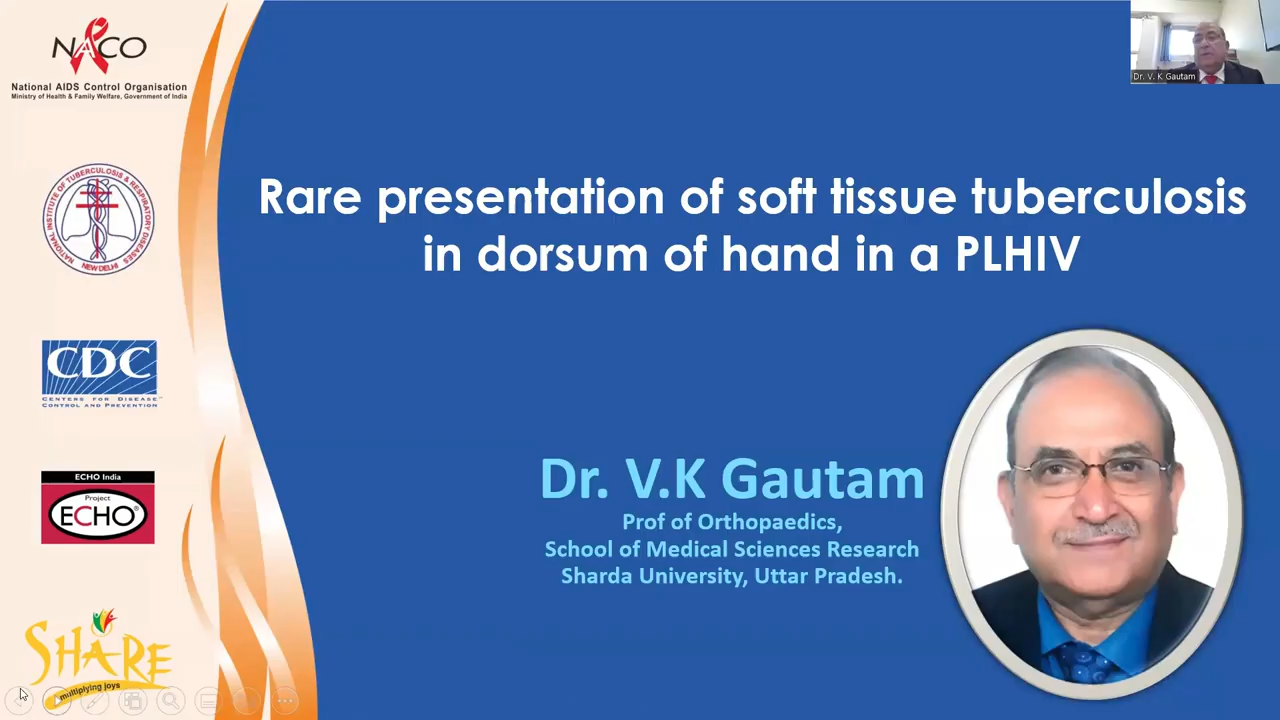 NACO
National AIDS Control Organisation
Ministry of Health & Family Welfare, Government of India
NATIONAL INSTITUTE OF TUBERCULOSIS & RESPIRATORY DISEASES
NEW DELHI
CDC
CENTERS FOR DISEASE
CONTROL AND PREVENTION
ECHO India
Project
ECHO®
SHARE
multiplying joys
Dr. V. K Gautam
Rare presentation of soft tissue tuberculosis
in dorsum of hand in a PLHIV
Dr. V.K Gautam
Prof of Orthopaedics,
School of Medical Sciences Research
Sharda University, Uttar Pradesh.